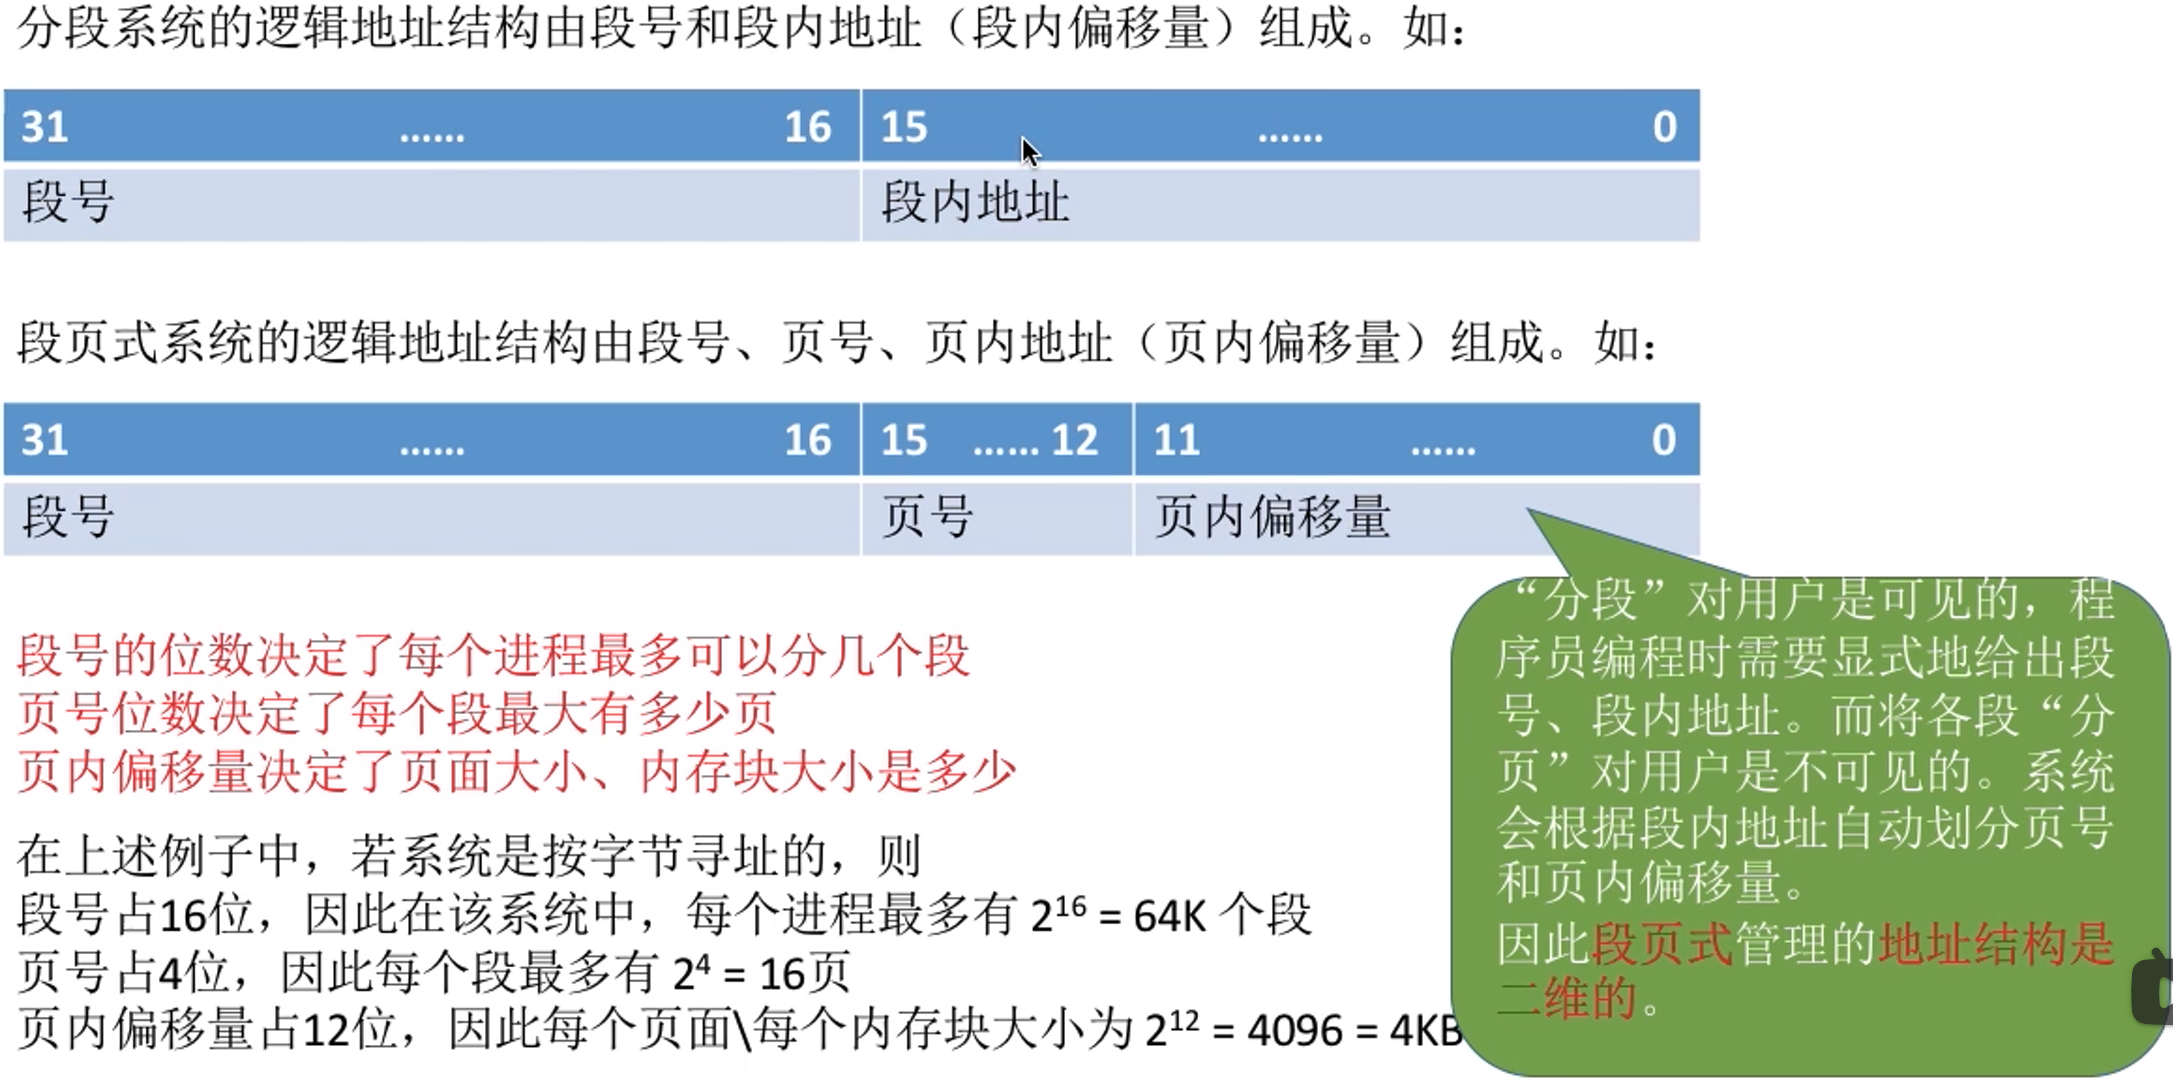 分段系统的逻辑地址结构由段号和段内地址（段内偏移量）组成。如：
31 …… 16 15 …… 0
段号 段内地址
段页式系统的逻辑地址结构由段号、页号、页内地址（页内偏移量）组成。如：
31 …… 16 15 …… 12 11 …… 0
段号 页号 页内偏移量
段号的位数决定了每个进程最多可以分几个段
页号位数决定了每个段最大有多少页
页内偏移量决定了页面大小、内存块大小是多少
在上述例子中，若系统是按字节寻址的，则
段号占16位，因此在该系统中，每个进程最多有 2¹⁶ = 64K 个段
页号占4位，因此每个段最多有 2⁴ = 16页
页内偏移量占12位，因此每个页面\每个内存块大小为 2¹² = 4096 = 4KB
“分段”对用户是可见的，程
序员编程时需要显式地给出段
号、段内地址。而将各段“分
页”对用户是不可见的。系统
会根据段内地址自动划分页号
和页内偏移量。
因此段页式管理的地址结构是
二维的。